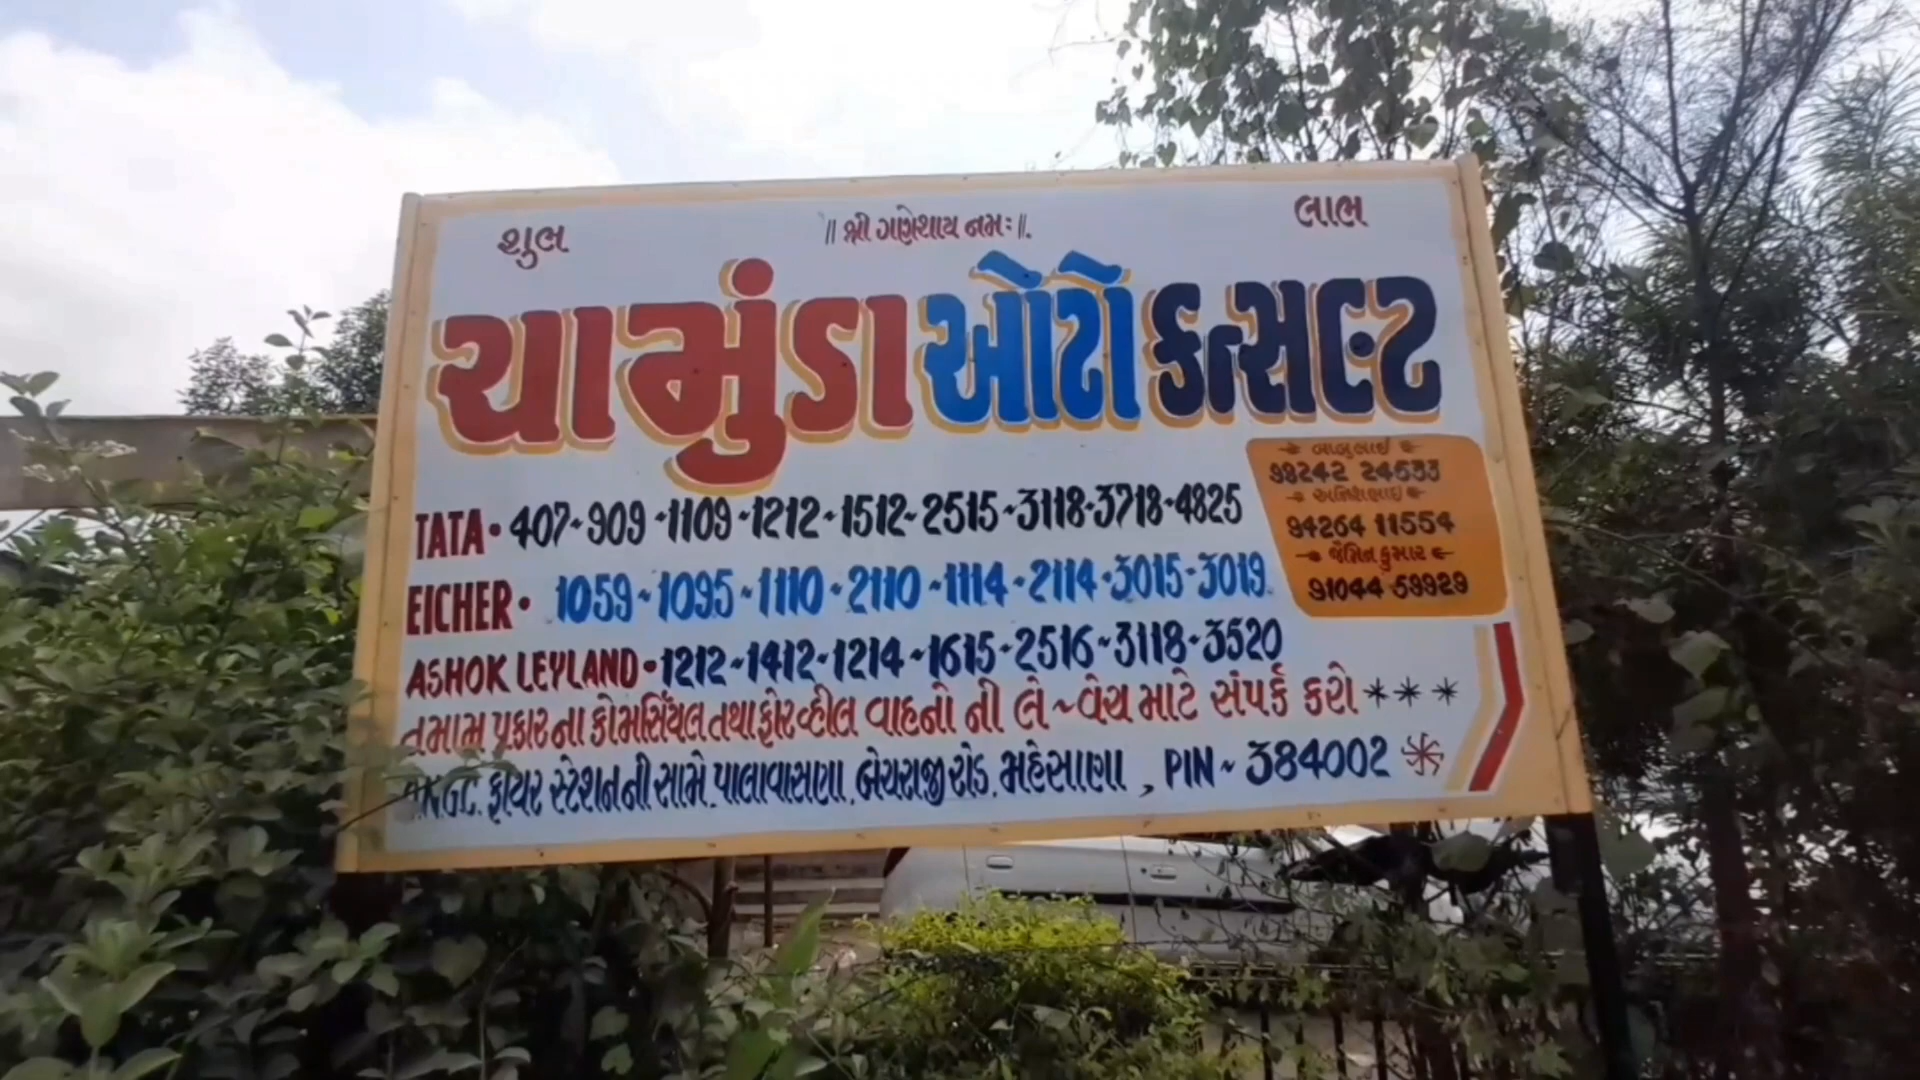 શુભ
॥ શ્રી ગણેશાય નમઃ ॥.
લાભ
ચામુંડા ઓટો કન્સલ્ટ
બાબુભાઈ
98242 24533
94264 11554
જૈમિન કુમાર
91044 59929
TATA • 407 ~ 909 - 1109 - 1212 - 1512 ~ 2515 - 3118 - 3718 - 4825
EICHER • 1059 ~ 1095 - 1110 - 2110 - 1114 - 2114 - 3015 - 3019
ASHOK LEYLAND • 1212 ~ 1412 - 1214 ~ 1615 - 2516 ~ 3118 - 3520
તમામ પ્રકારના કોમર્સિયલ તથા ફોરવ્હીલ વાહનો ની લે ~ વેચ માટે સંપર્ક કરો ***
O.N.G.C. ફાયર સ્ટેશન ની સામે, પાલાવાસણા, બેચરાજી રોડ, મહેસાણા, PIN ~ 384002